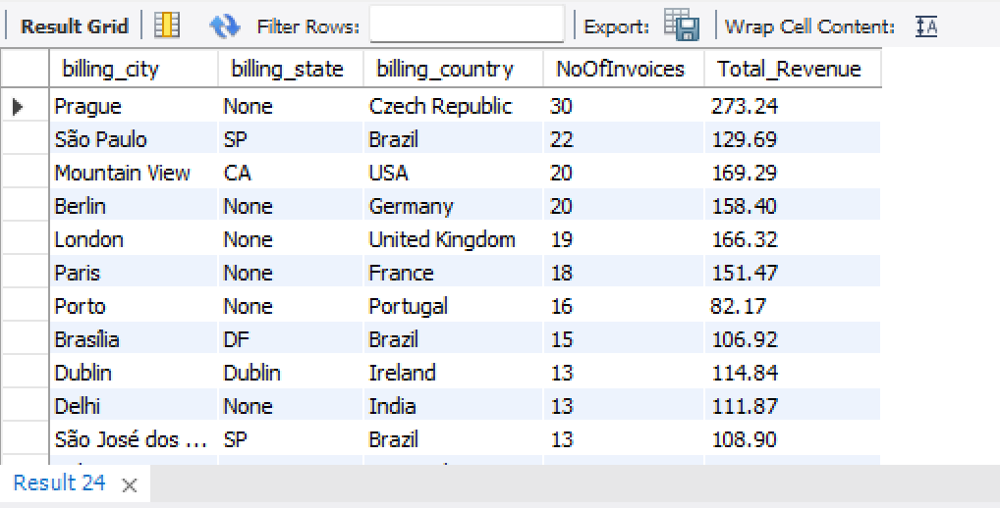 Result Grid Filter Rows: Export: Wrap Cell Content: IA
billing_city billing_state billing_country NoOfInvoices Total_Revenue
Prague None Czech Republic 30 273.24
São Paulo SP Brazil 22 129.69
Mountain View CA USA 20 169.29
Berlin None Germany 20 158.40
London None United Kingdom 19 166.32
Paris None France 18 151.47
Porto None Portugal 16 82.17
Brasília DF Brazil 15 106.92
Dublin Dublin Ireland 13 114.84
Delhi None India 13 111.87
São José dos ... SP Brazil 13 108.90
Result 24